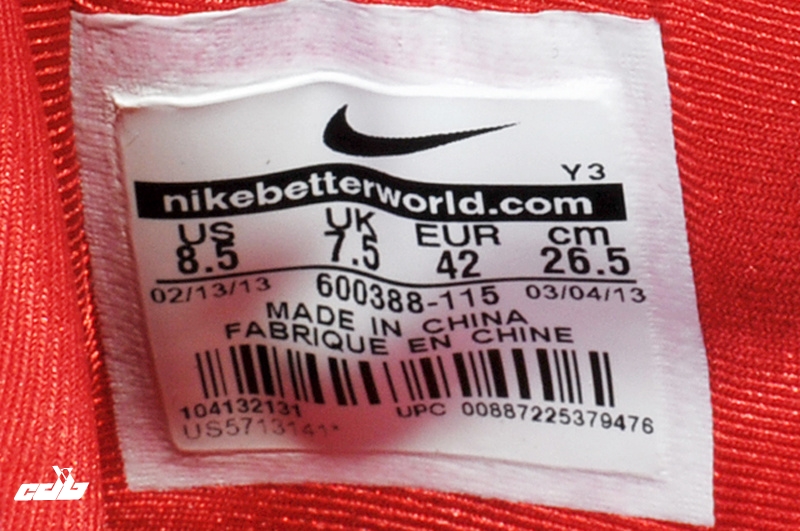 Y3
nikebetterworld.com
US UK EUR cm
8.5 7.5 42 26.5
02/13/13 600388-115 03/04/13
MADE IN CHINA
FABRIQUE EN CHINE
104132131 UPC 00887225379476
cdb